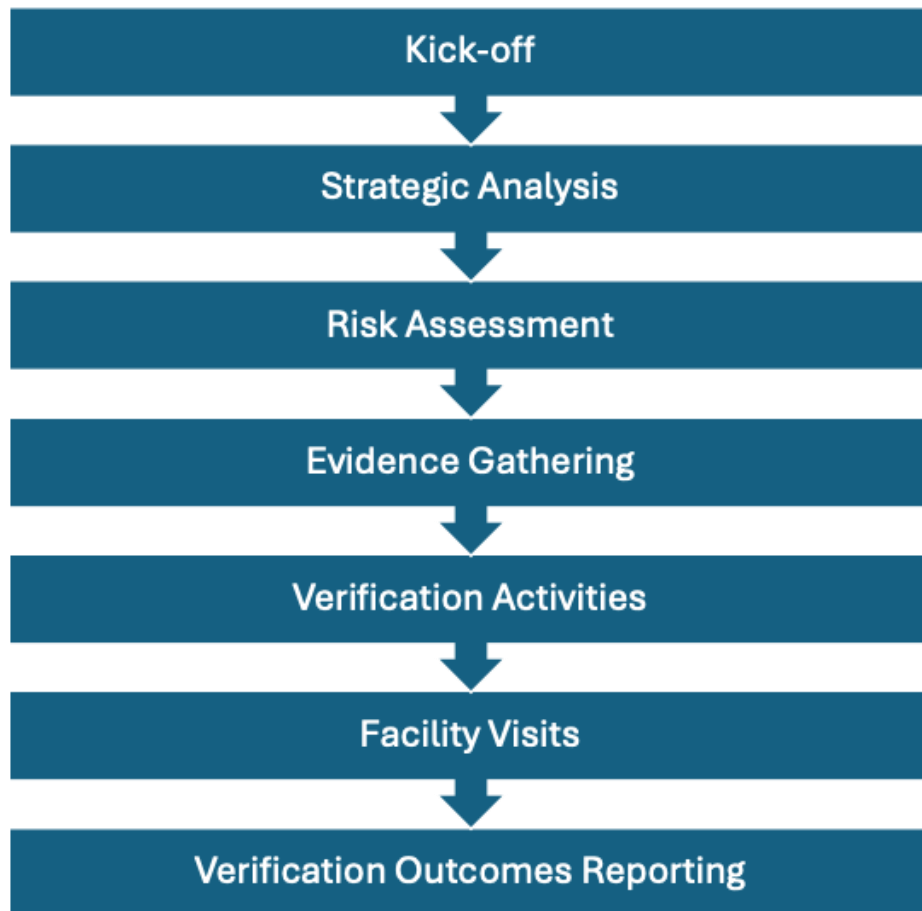 Kick-off
Strategic Analysis
Risk Assessment
Evidence Gathering
Verification Activities
Facility Visits
Verification Outcomes Reporting